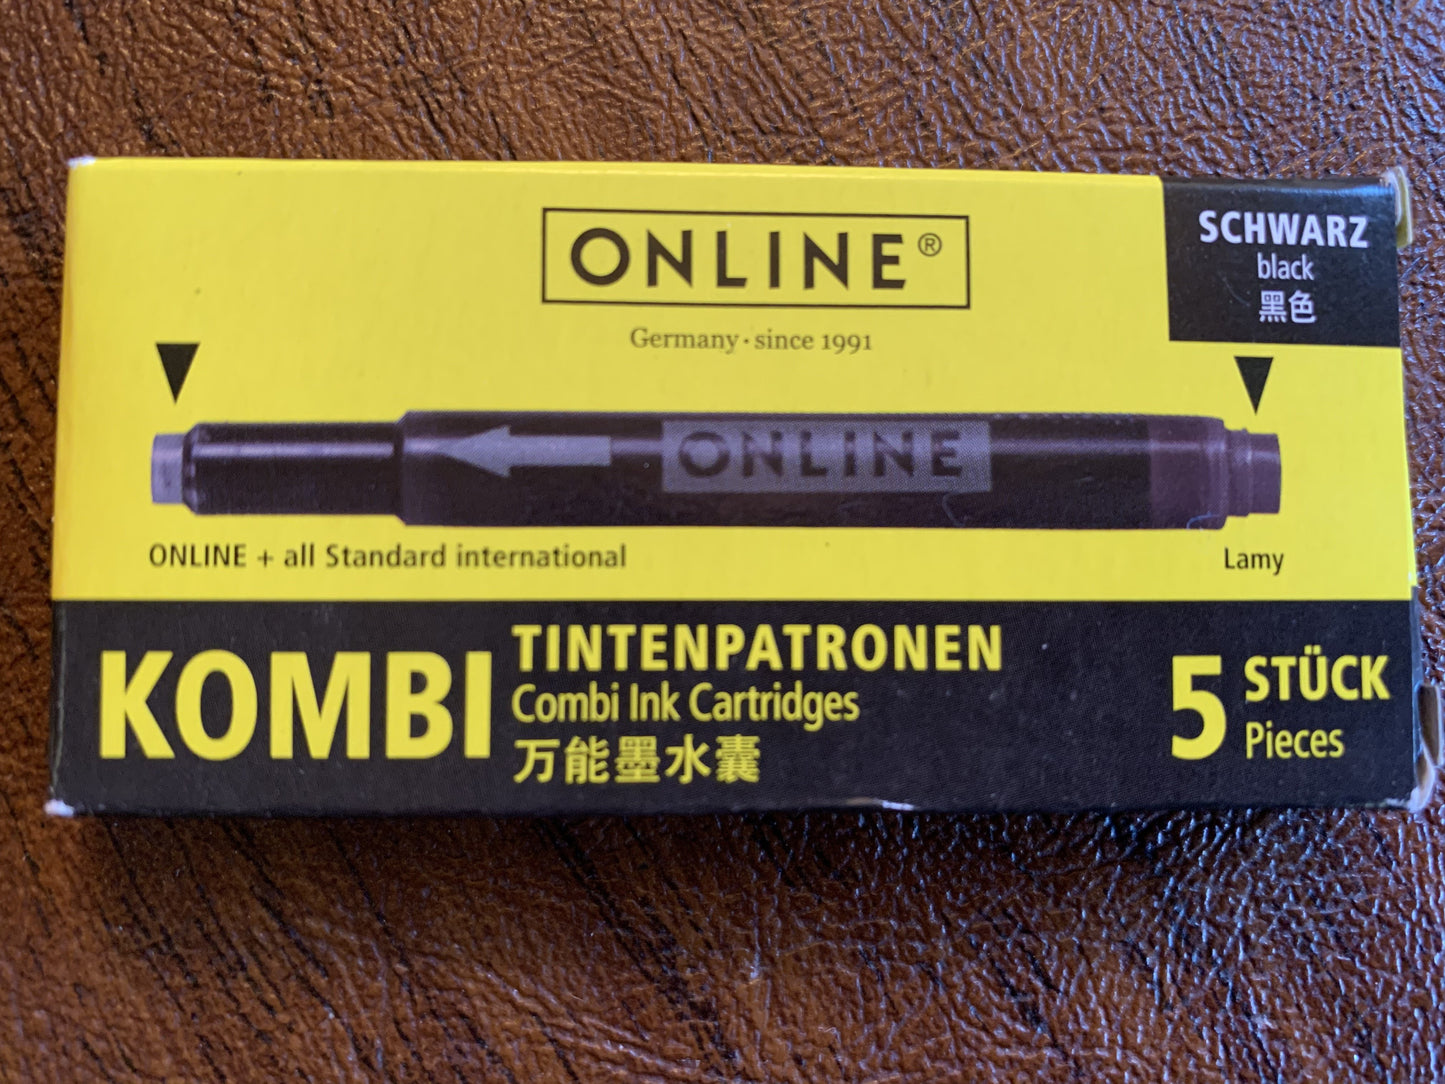 ONLINE®
Germany · since 1991
SCHWARZ
black
黑色
ONLINE
ONLINE + all Standard international
Lamy
KOMBI
TINTENPATRONEN
Combi Ink Cartridges
万能墨水囊
5 STÜCK
Pieces